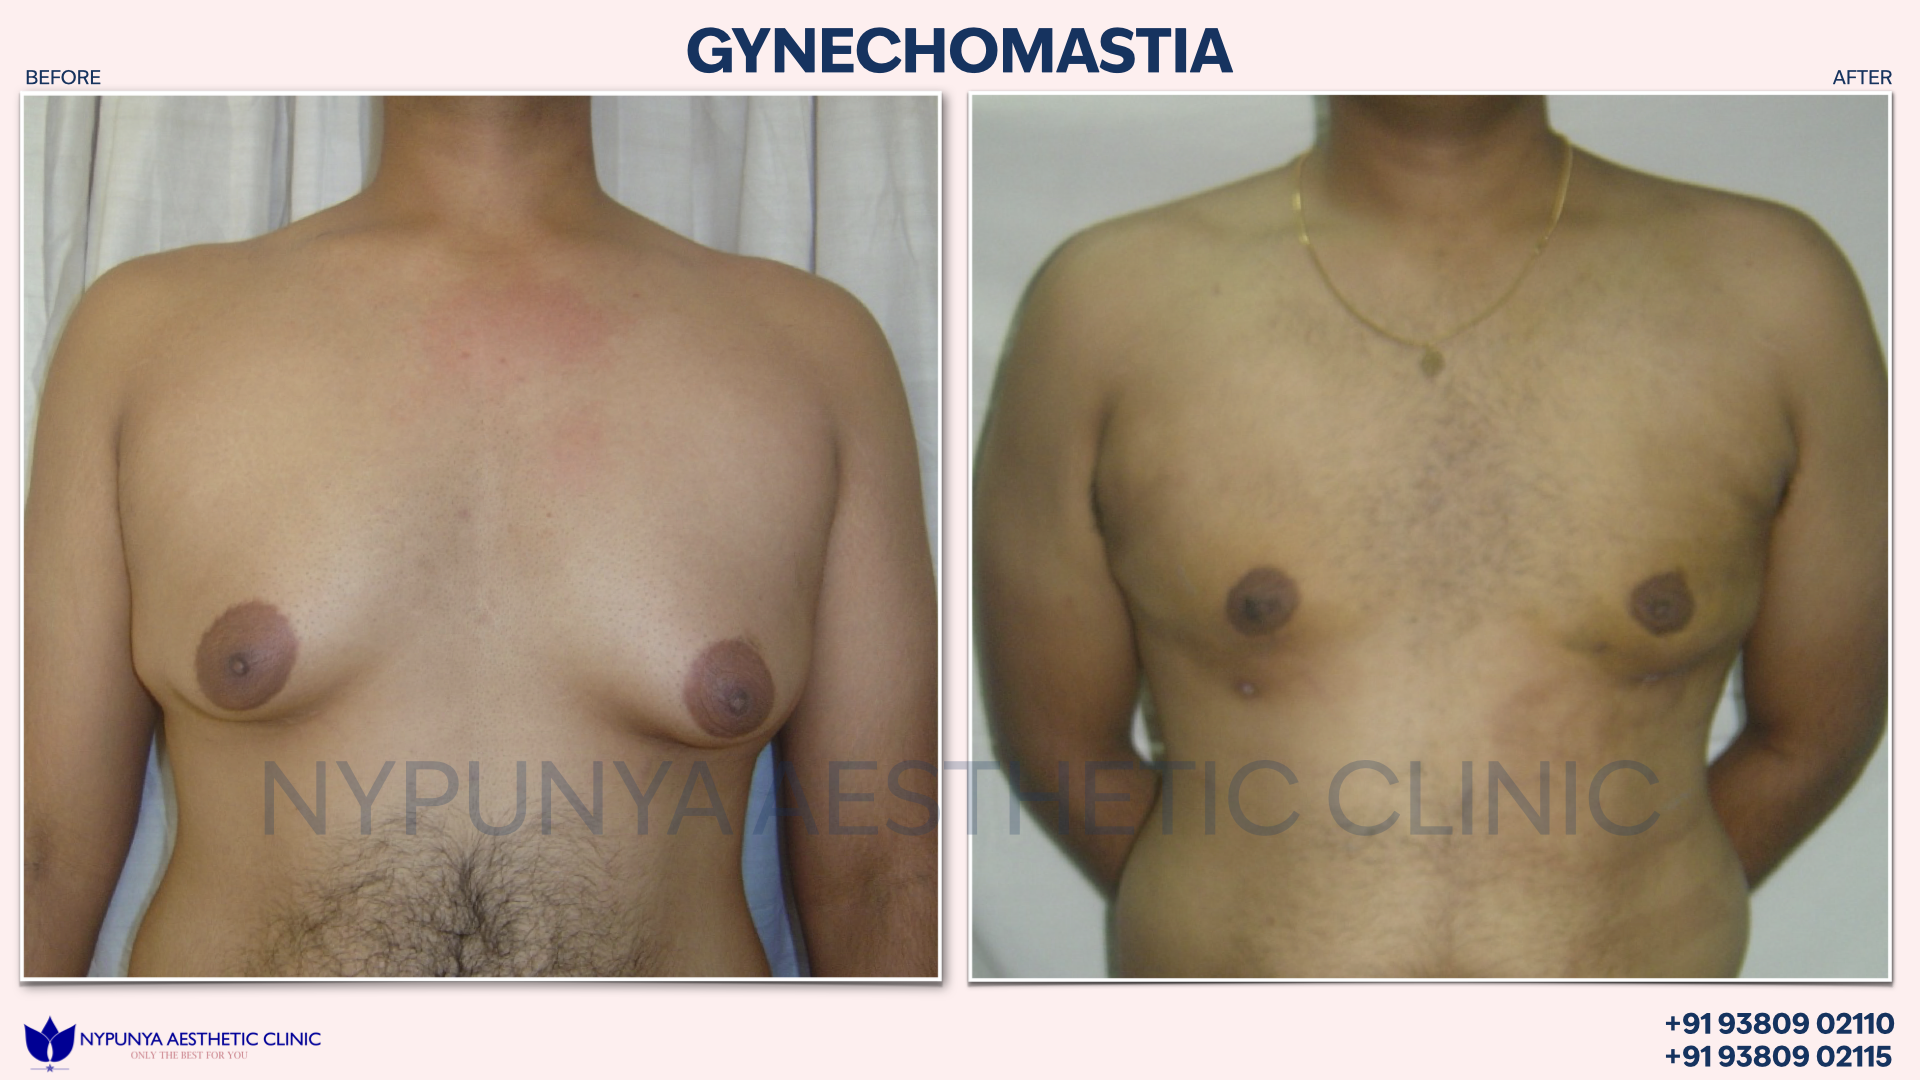 GYNECHOMASTIA
BEFORE
AFTER
NYPUNYA AESTHETIC CLINIC
NYPUNYA AESTHETIC CLINIC
ONLY THE BEST FOR YOU
+91 93809 02110
+91 93809 02115